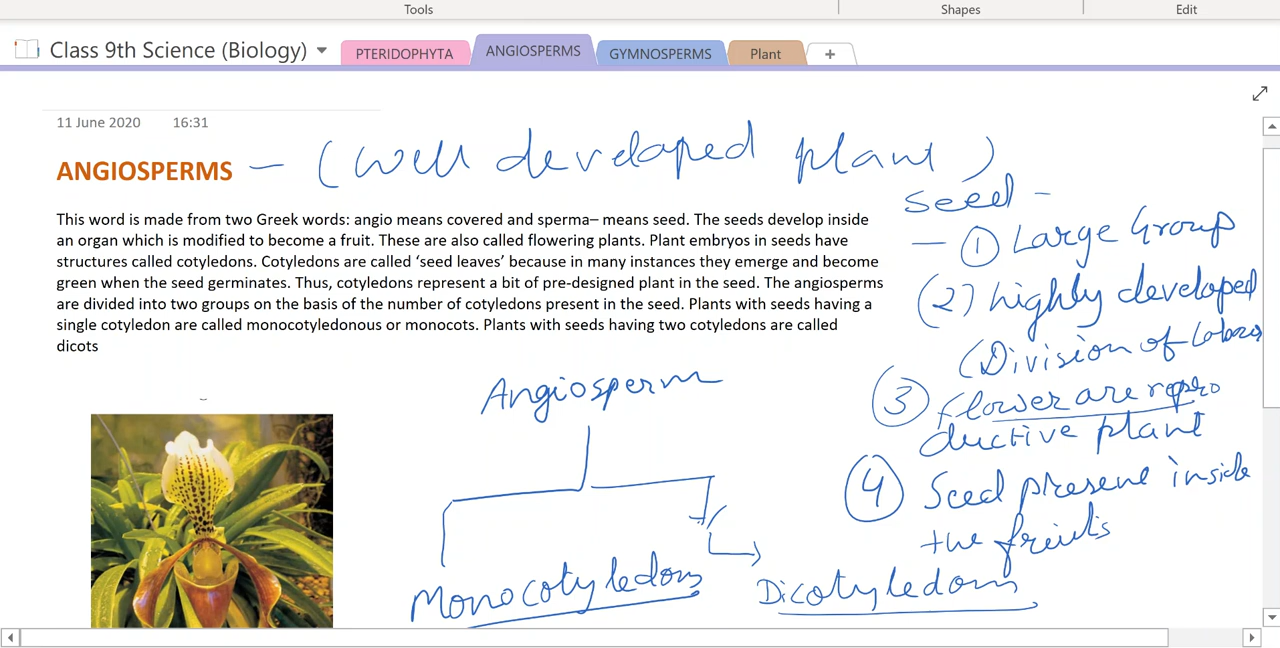 Tools Shapes Edit
Class 9th Science (Biology) PTERIDOPHYTA ANGIOSPERMS GYMNOSPERMS Plant +
11 June 2020 16:31
ANGIOSPERMS – (Well developed plant)
This word is made from two Greek words: angio means covered and sperma– means seed. The seeds develop inside
an organ which is modified to become a fruit. These are also called flowering plants. Plant embryos in seeds have
structures called cotyledons. Cotyledons are called ‘seed leaves’ because in many instances they emerge and become
green when the seed germinates. Thus, cotyledons represent a bit of pre-designed plant in the seed. The angiosperms
are divided into two groups on the basis of the number of cotyledons present in the seed. Plants with seeds having a
single cotyledon are called monocotyledonous or monocots. Plants with seeds having two cotyledons are called
dicots
Seed –
– 1 Large Group
(2) highly developed
(Division of
3 flower are repro
ductive plant
4 Seed present inside
the fruits
Angiosperm
Monocotyledons
Dicotyledons